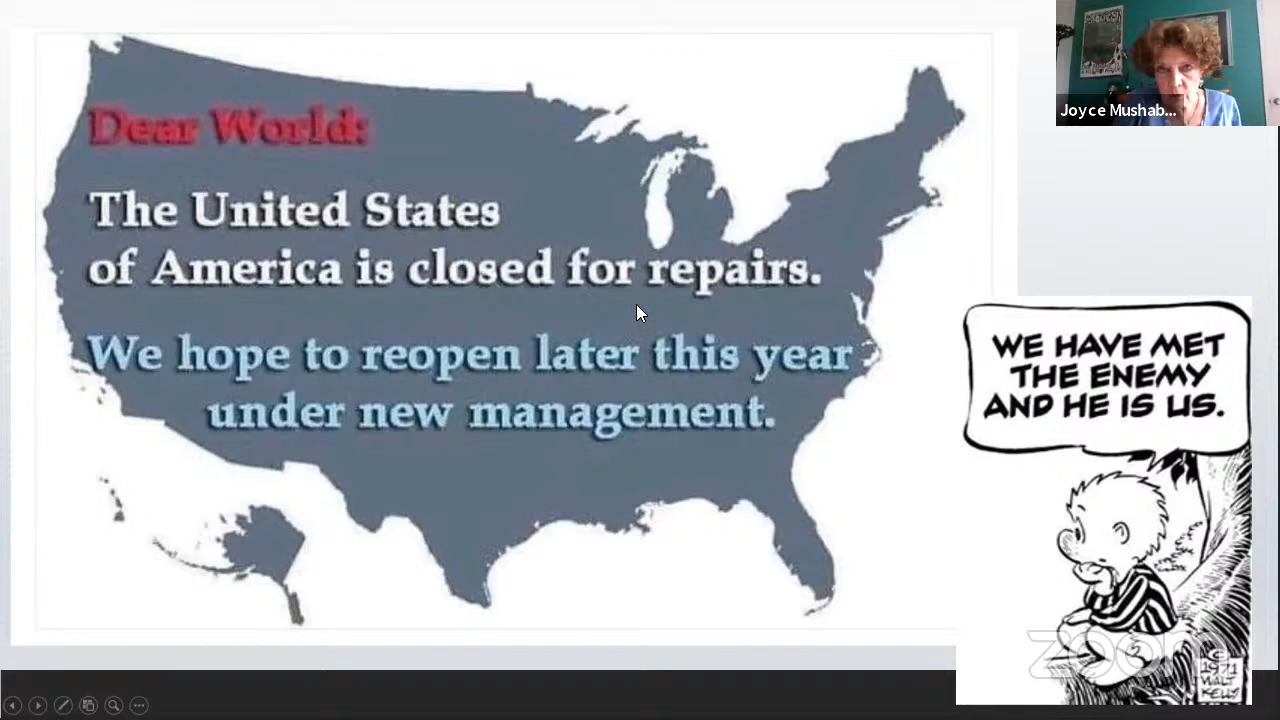 Dear World:
The United States
of America is closed for repairs.
We hope to reopen later this year
under new management.
Joyce Mushab...
WE HAVE MET
THE ENEMY
AND HE IS US.
zoom
©
1971
WALT
KELLY